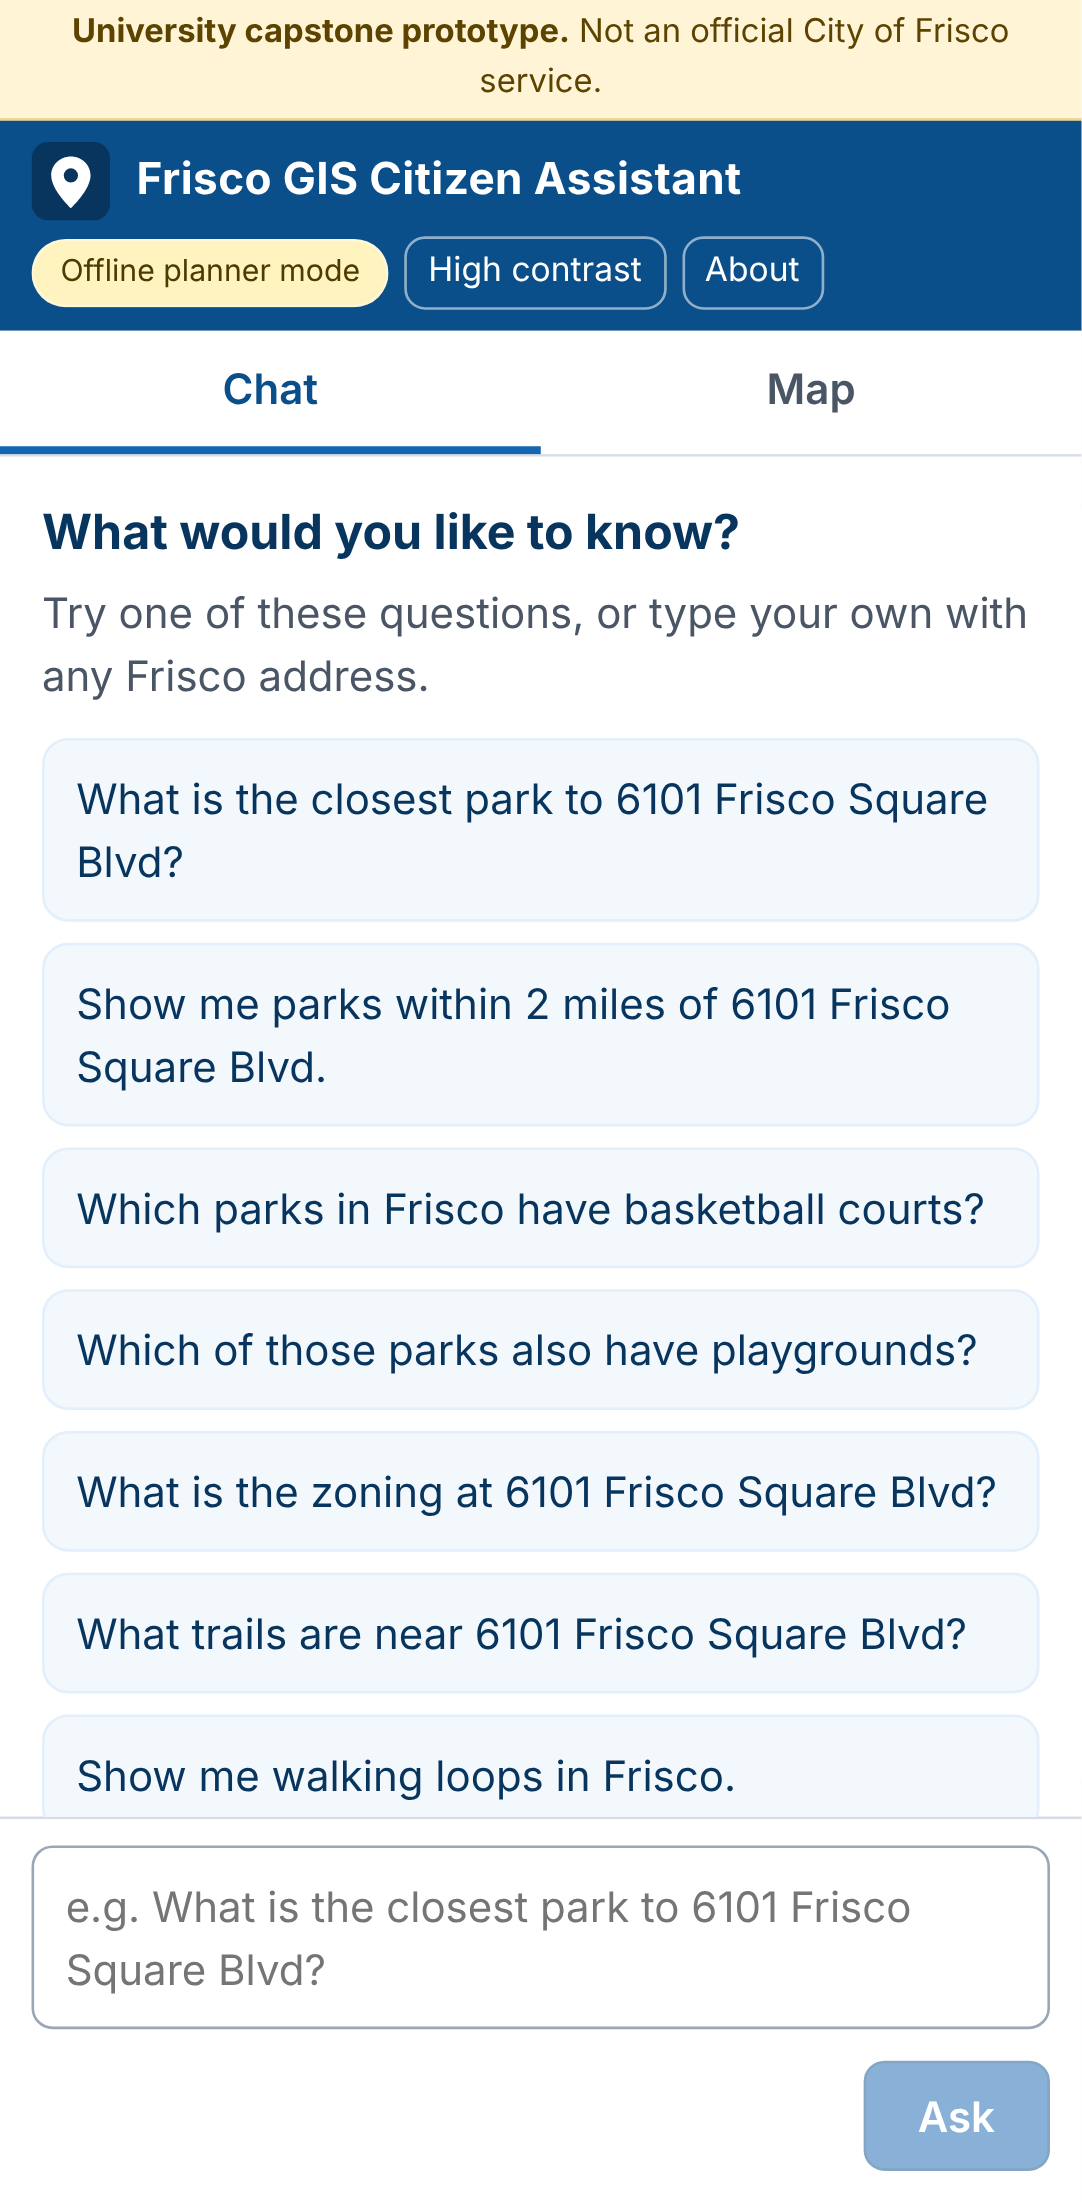 University capstone prototype. Not an official City of Frisco
service.
Frisco GIS Citizen Assistant
Offline planner mode
High contrast
About
Chat
Map
What would you like to know?
Try one of these questions, or type your own with
any Frisco address.
What is the closest park to 6101 Frisco Square
Blvd?
Show me parks within 2 miles of 6101 Frisco
Square Blvd.
Which parks in Frisco have basketball courts?
Which of those parks also have playgrounds?
What is the zoning at 6101 Frisco Square Blvd?
What trails are near 6101 Frisco Square Blvd?
Show me walking loops in Frisco.
e.g. What is the closest park to 6101 Frisco
Square Blvd?
Ask